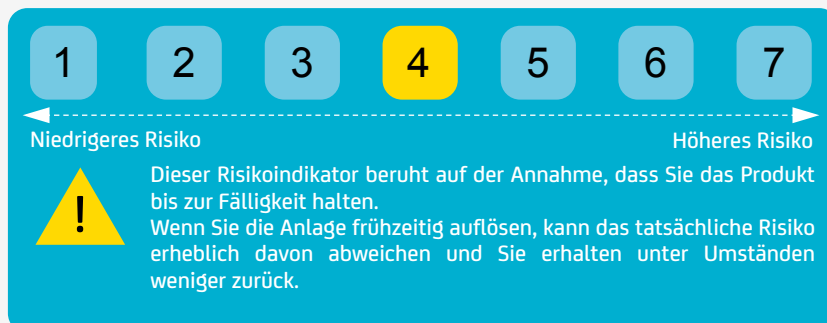 1 2 3 4 5 6 7
Niedrigeres Risiko Höheres Risiko
!
Dieser Risikoindikator beruht auf der Annahme, dass Sie das Produkt
bis zur Fälligkeit halten.
Wenn Sie die Anlage frühzeitig auflösen, kann das tatsächliche Risiko
erheblich davon abweichen und Sie erhalten unter Umständen
weniger zurück.